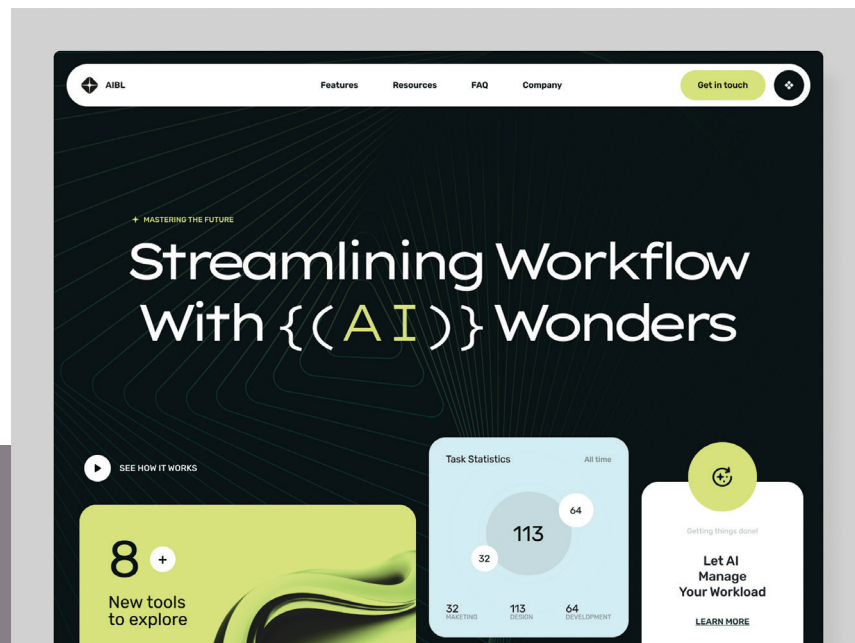 AIBL
Features
Resources
FAQ
Company
Get in touch
MASTERING THE FUTURE
Streamlining Workflow
With {(AI)} Wonders
SEE HOW IT WORKS
8 +
New tools
to explore
Task Statistics
All time
64
113
32
32
MAKETING
113
DESIGN
64
DEVELOPMENT
Getting things done!
Let AI
Manage
Your Workload
LEARN MORE